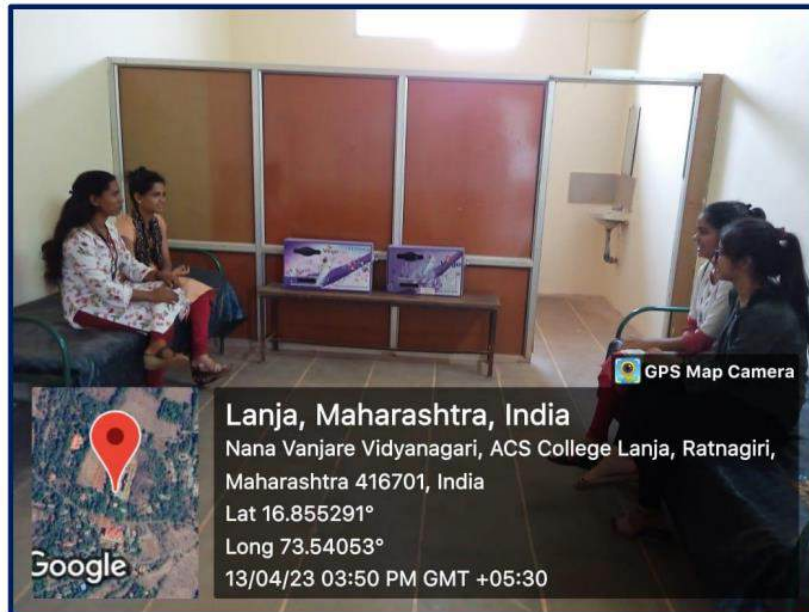 GPS Map Camera
Lanja, Maharashtra, India
Nana Vanjare Vidyanagari, ACS College Lanja, Ratnagiri,
Maharashtra 416701, India
Lat 16.855291°
Long 73.54053°
13/04/23 03:50 PM GMT +05:30
Google